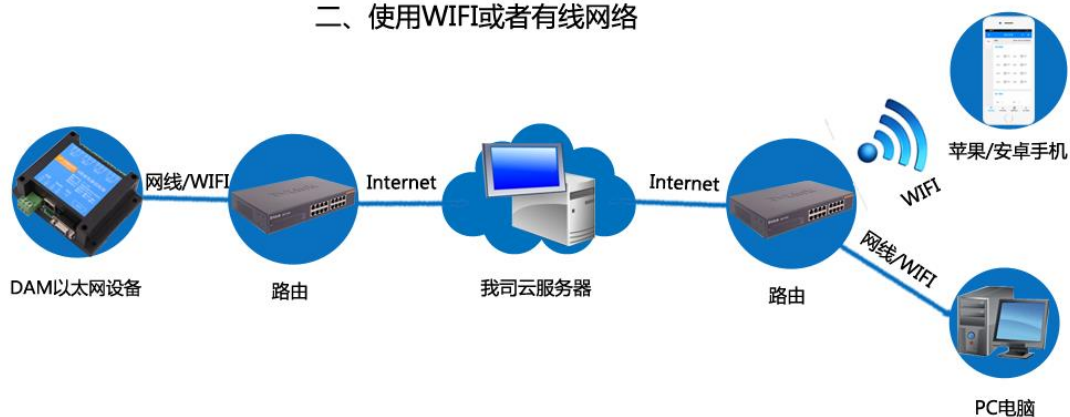 二、使用WIFI或者有线网络
网线/WIFI
Internet
Internet
WIFI
苹果/安卓手机
网线/WIFI
DAM以太网设备
路由
我司云服务器
路由
PC电脑